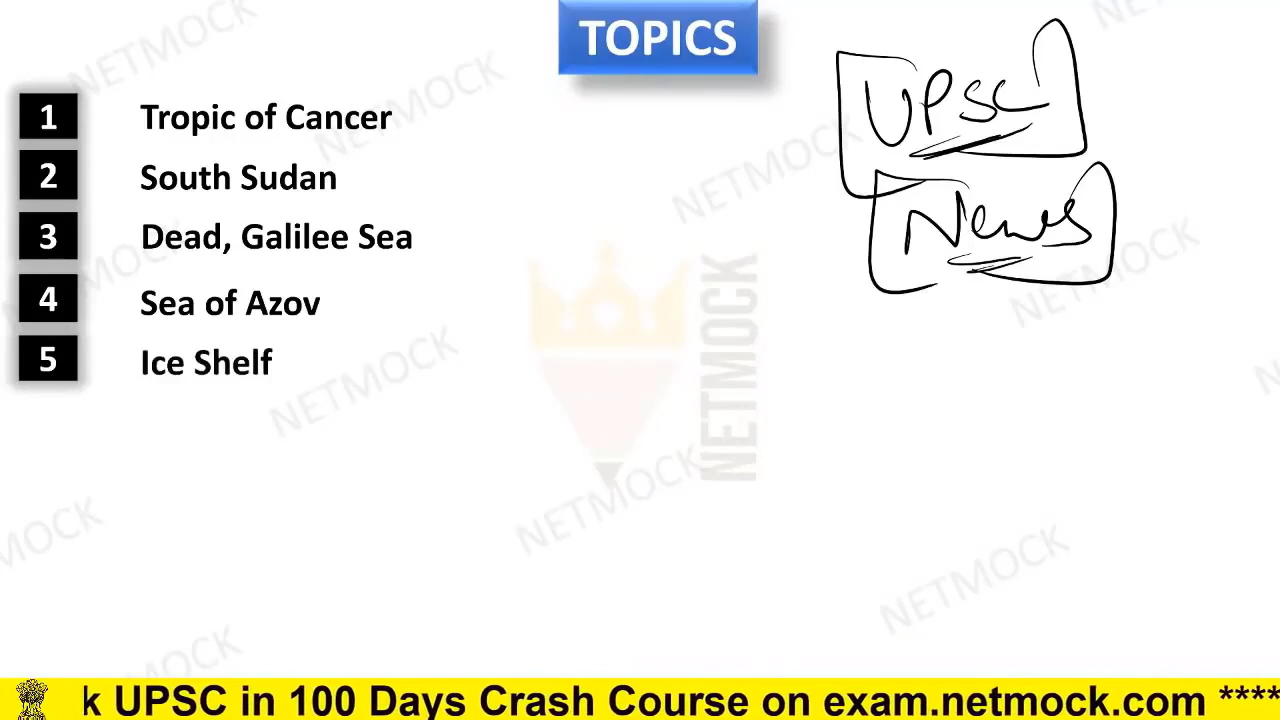 TOPICS
UPSC
News
1 Tropic of Cancer
2 South Sudan
3 Dead, Galilee Sea
4 Sea of Azov
5 Ice Shelf
NETMOCK
k UPSC in 100 Days Crash Course on exam.netmock.com ****